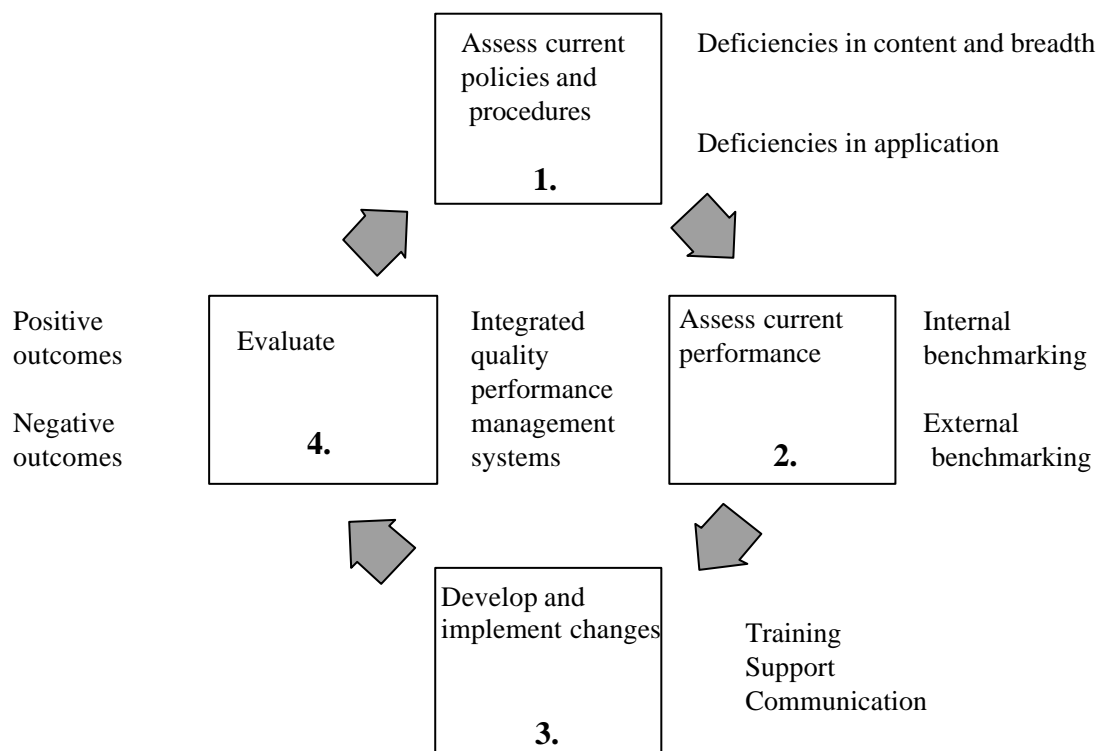 Assess current
policies and
procedures
1.
Deficiencies in content and breadth
Deficiencies in application
Positive
outcomes
Negative
outcomes
Evaluate
4.
Integrated
quality
performance
management
systems
Assess current
performance
2.
Internal
benchmarking
External
benchmarking
Develop and
implement changes
3.
Training
Support
Communication